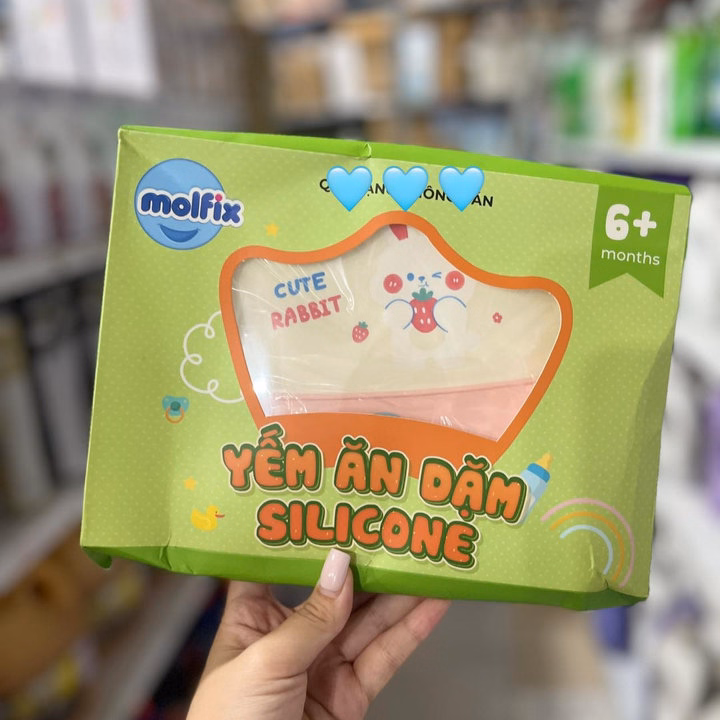 molfix
6+
months
CUTE
RABBIT
YẾM ĂN DẶM
SILICONE